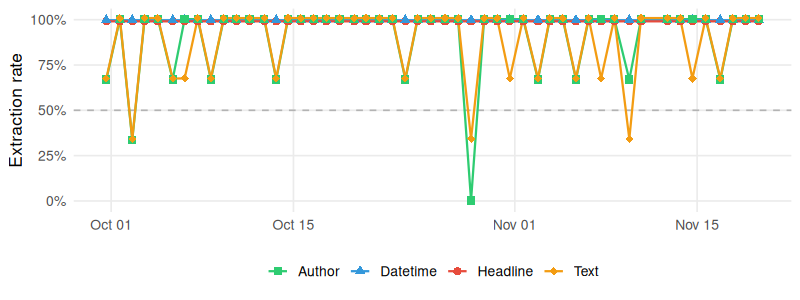 Extraction rate
100%
75%
50%
25%
0%
Oct 01
Oct 15
Nov 01
Nov 15
Author
Datetime
Headline
Text